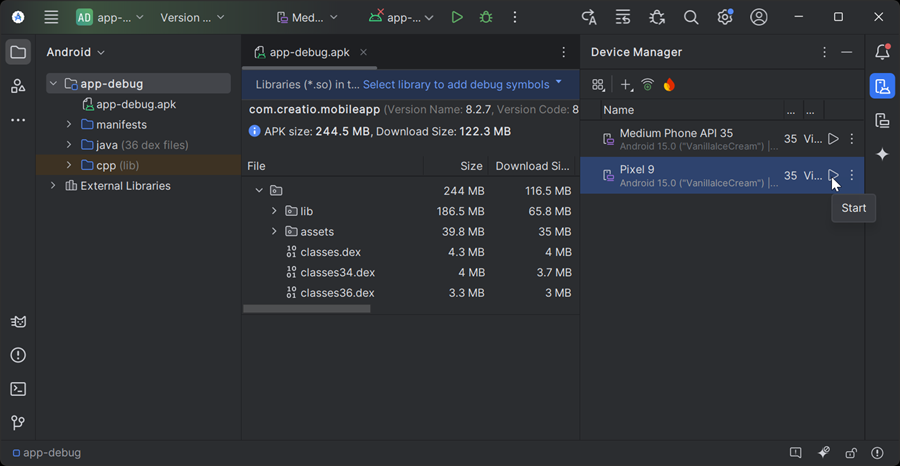 AD app-... Version ... Med... app-...
Android
app-debug
app-debug.apk
manifests
java (36 dex files)
cpp (lib)
External Libraries
app-debug.apk
Libraries (*.so) in t... Select library to add debug symbols
com.creatio.mobileapp (Version Name: 8.2.7, Version Code: 8
APK size: 244.5 MB, Download Size: 122.3 MB
File Size Download Si...
244 MB 116.5 MB
lib 186.5 MB 65.8 MB
assets 39.8 MB 35 MB
classes.dex 4.3 MB 4 MB
classes34.dex 4 MB 3.7 MB
classes36.dex 3.3 MB 3 MB
Device Manager
Name ... ...
Medium Phone API 35 35 Vi...
Android 15.0 ("VanillaIceCream") |...
Pixel 9 35 Vi...
Android 15.0 ("VanillaIceCream") |...
Start
app-debug